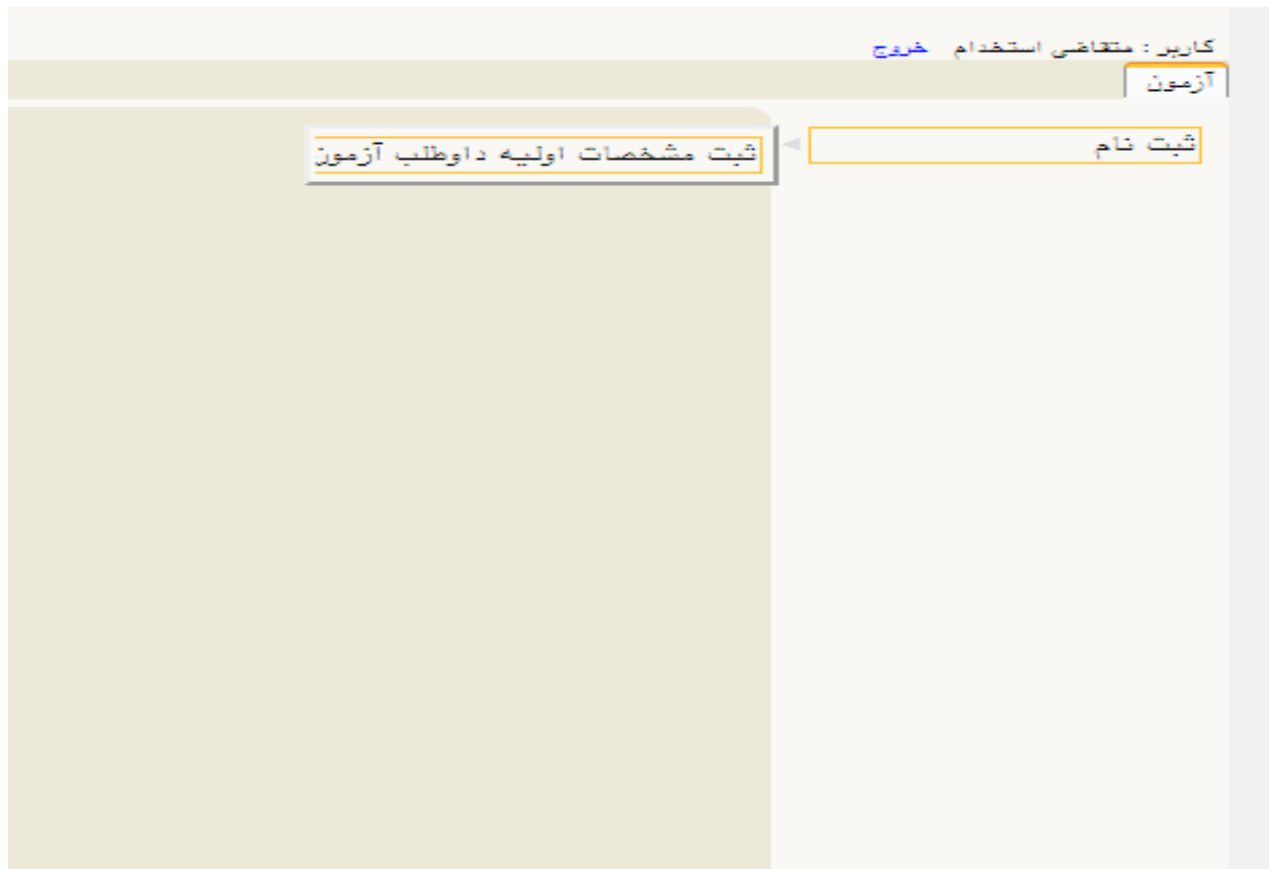 کاربر : متقاضی استخدام خروج
آزمون
ثبت نام
ثبت مشخصات اولیه داوطلب آزمون